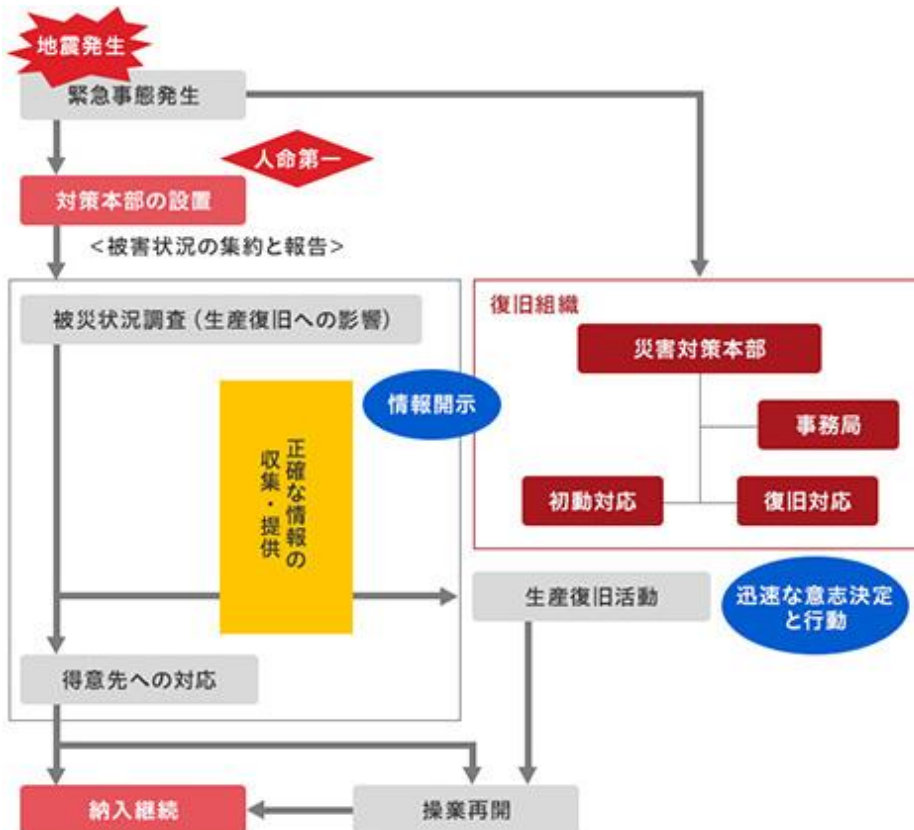 地震発生
緊急事態発生
人命第一
対策本部の設置
<被害状況の集約と報告>
被災状況調査(生産復旧への影響)
復旧組織
災害対策本部
情報開示
事務局
正確な情報の
収集・提供
初動対応
復旧対応
生産復旧活動
迅速な意志決定
と行動
得意先への対応
納入継続
操業再開